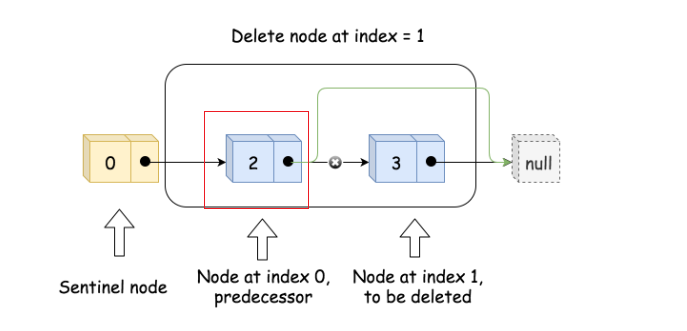 Delete node at index = 1
0
2
3
null
Sentinel node
Node at index 0,
predecessor
Node at index 1,
to be deleted